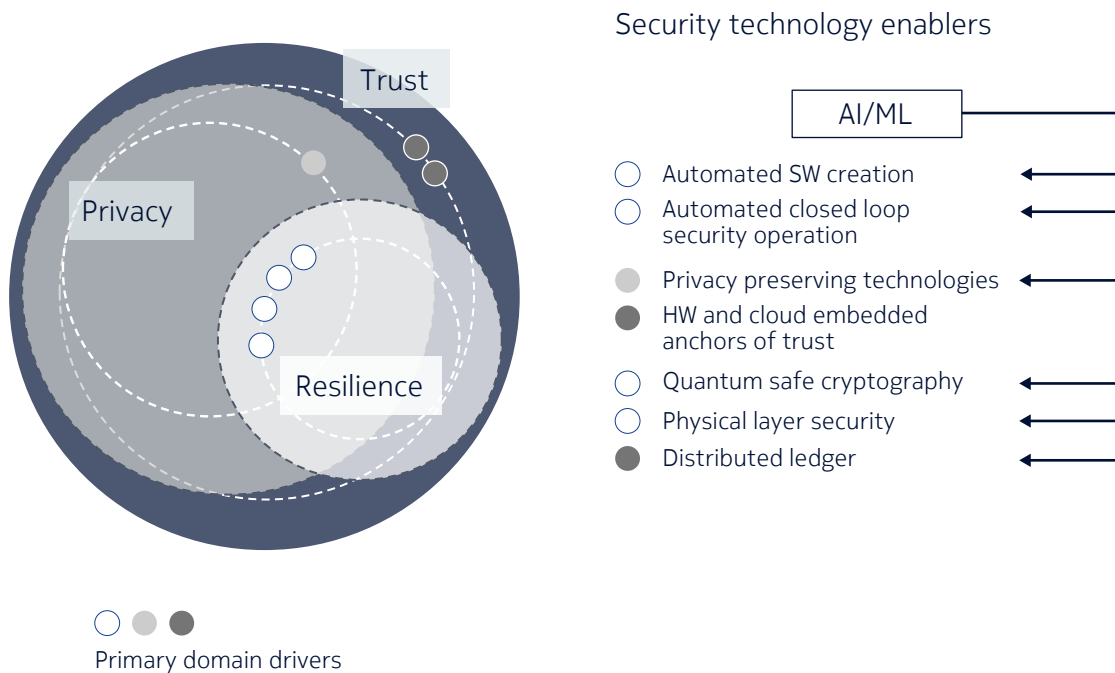 Security technology enablers
Trust
AI/ML
Automated SW creation
Privacy
Automated closed loop
security operation
Privacy preserving technologies
HW and cloud embedded
anchors of trust
Resilience
Quantum safe cryptography
Physical layer security
Distributed ledger
Primary domain drivers